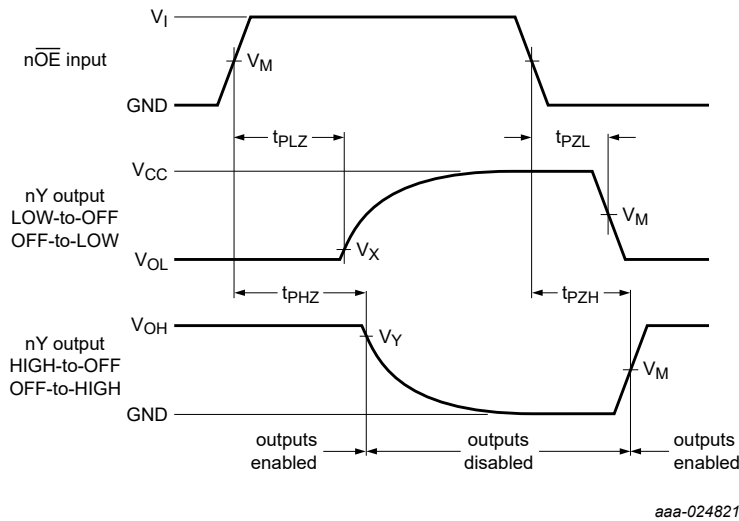 V_I
nO̅E̅ input
V_M
GND
t_PLZ
t_PZL
V_CC
nY output
LOW-to-OFF
OFF-to-LOW
V_M
V_X
V_OL
t_PHZ
t_PZH
V_OH
V_Y
nY output
HIGH-to-OFF
OFF-to-HIGH
V_M
GND
outputs
enabled
outputs
disabled
outputs
enabled
aaa-024821